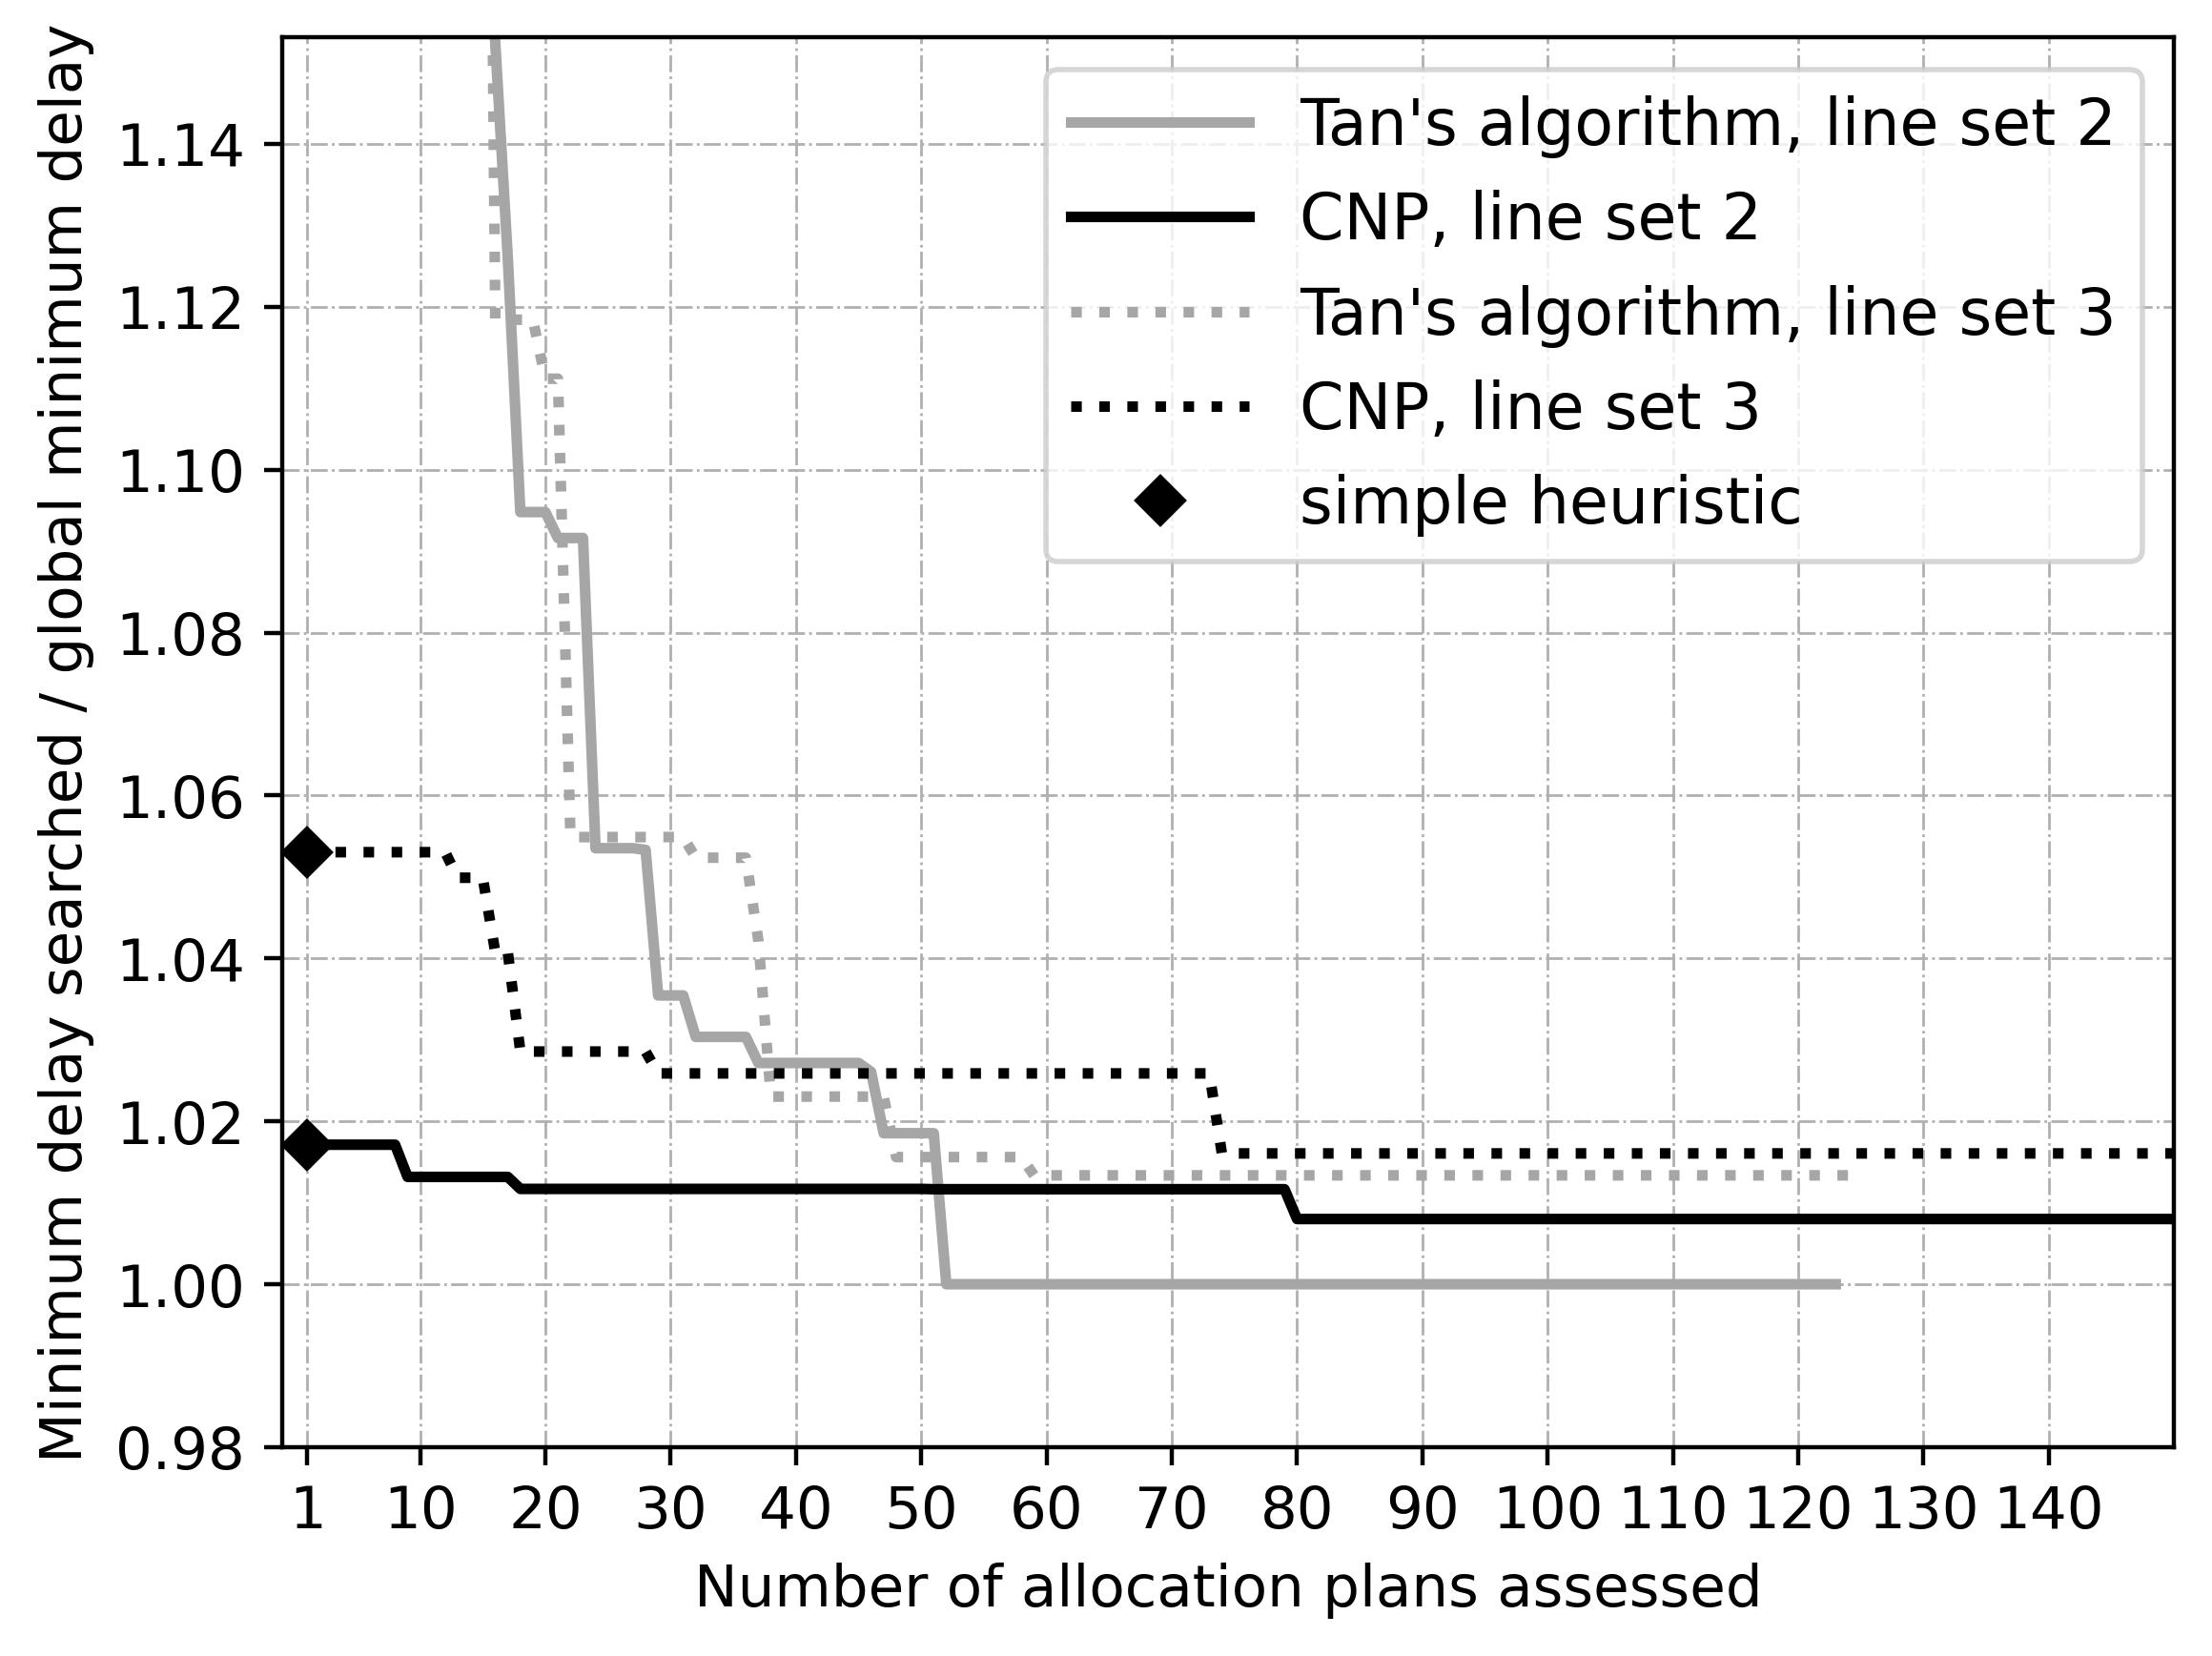 Minimum delay searched / global minimum delay
1.14
1.12
1.10
1.08
1.06
1.04
1.02
1.00
0.98
Tan's algorithm, line set 2
CNP, line set 2
Tan's algorithm, line set 3
CNP, line set 3
simple heuristic
1 10 20 30 40 50 60 70 80 90 100 110 120 130 140
Number of allocation plans assessed